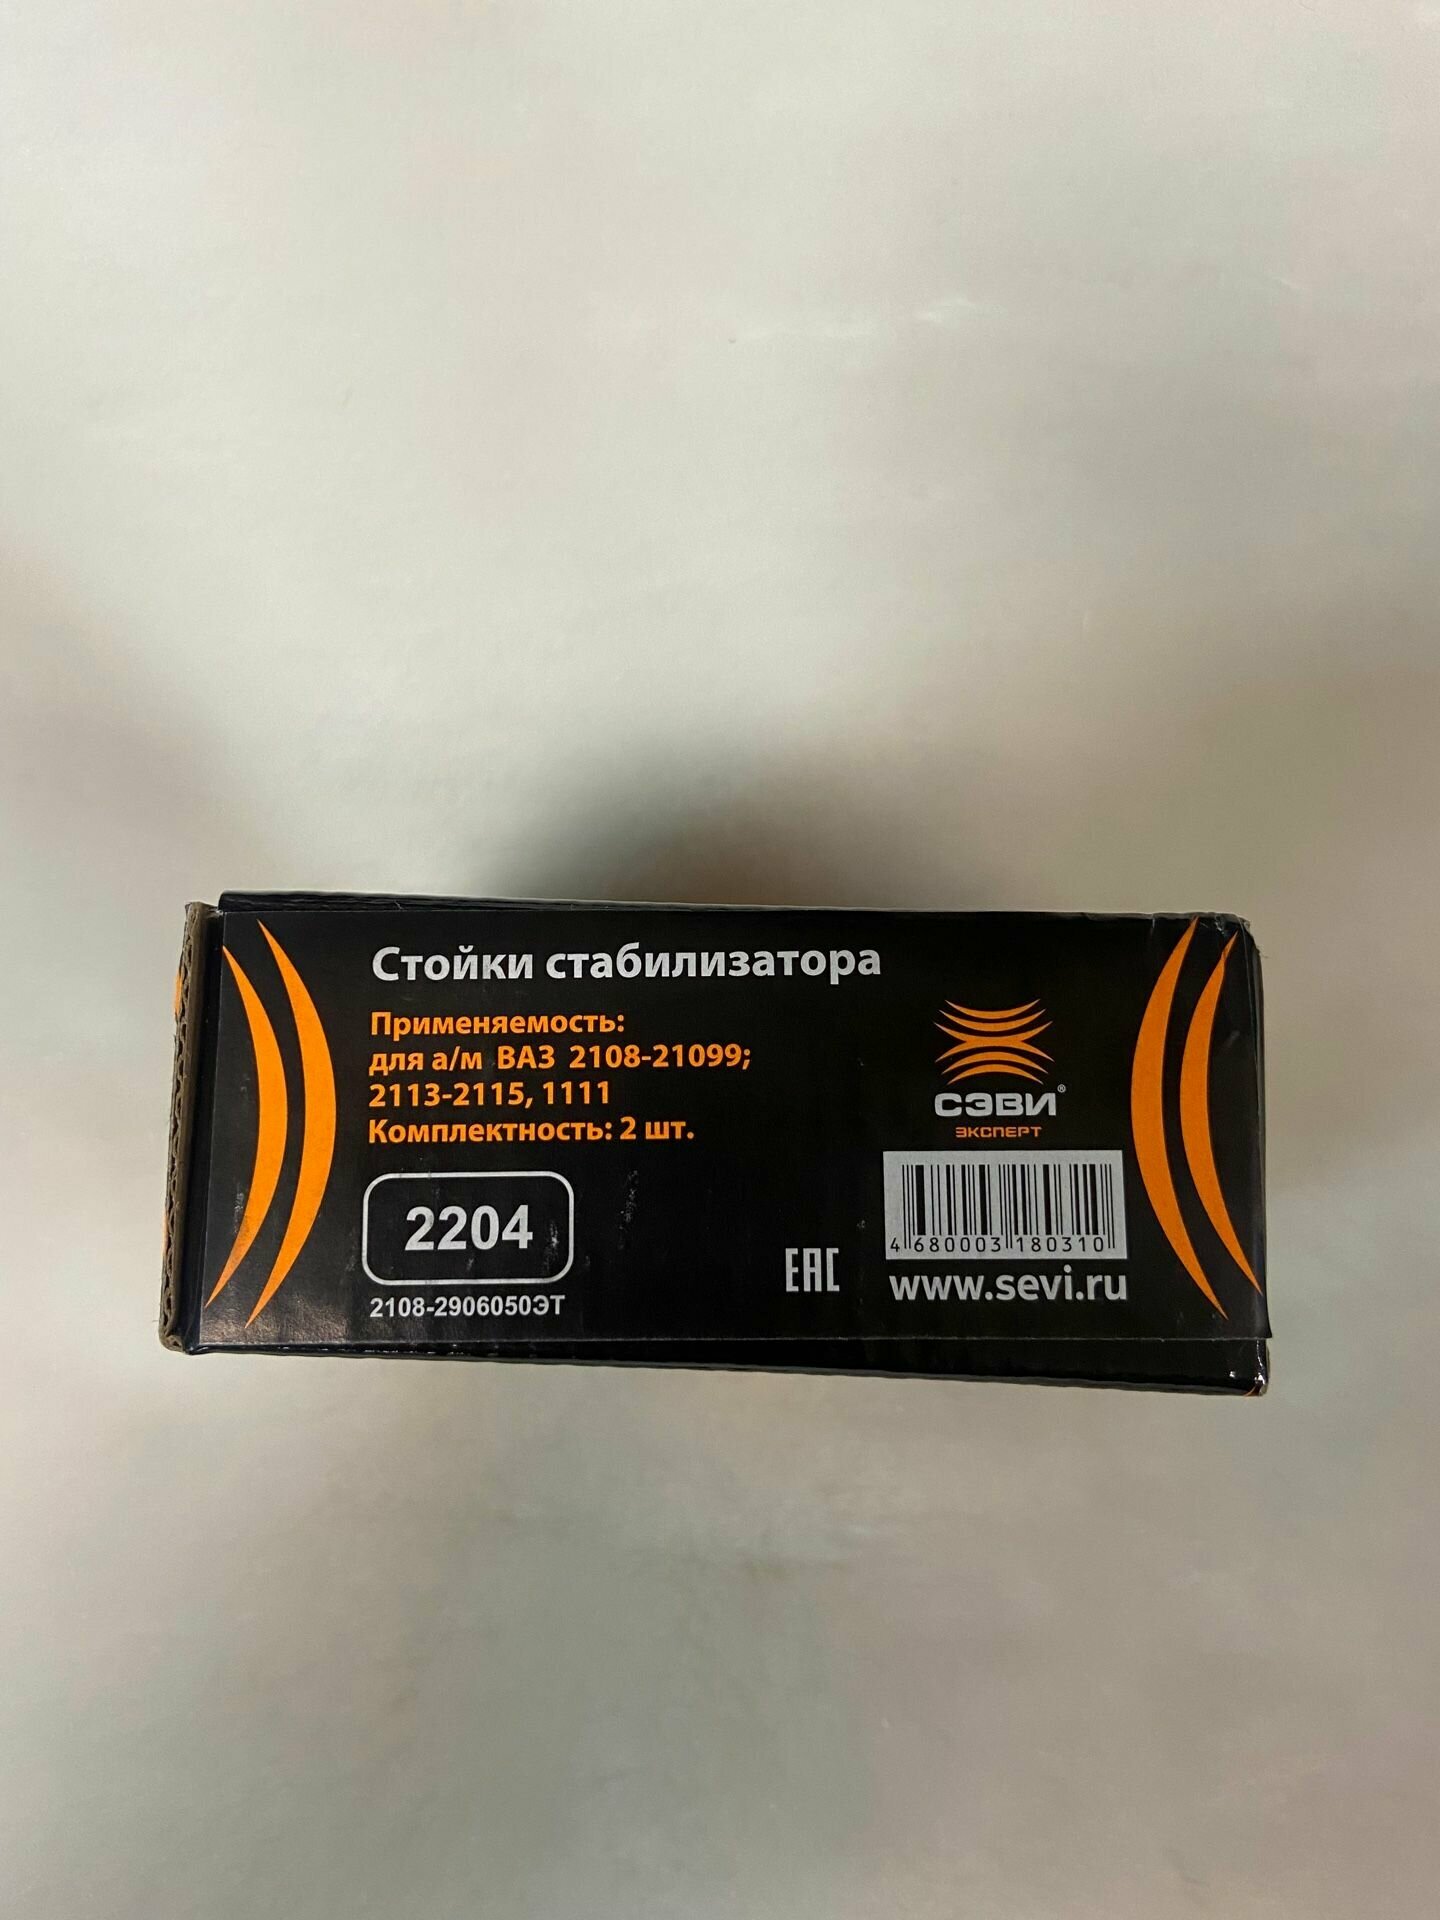 Стойки стабилизатора
Применяемость:
для а/м ВАЗ 2108-21099;
2113-2115, 1111
Комплектность: 2 шт.
СЭВИ®
ЭКСПЕРТ
2204
2108-2906050ЭТ
EAC
4 680003 180310
www.sevi.ru